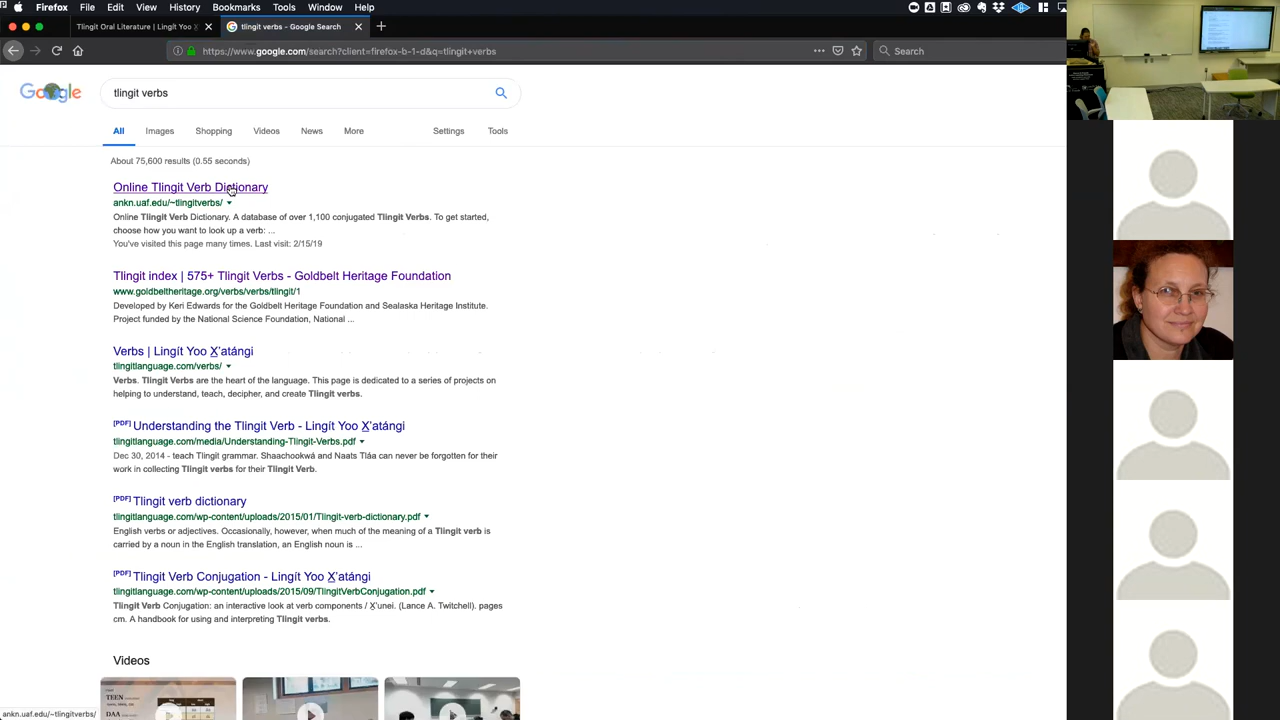 Firefox File Edit View History Bookmarks Tools Window Help
Tlingit Oral Literature | Lingít Yoo X
tlingit verbs - Google Search
https://www.google.com/search?client=firefox-b-1-d&q=tlingit+verbs
Search
Google
tlingit verbs
All Images Shopping Videos News More Settings Tools
About 75,600 results (0.55 seconds)
Online Tlingit Verb Dictionary
ankn.uaf.edu/~tlingitverbs/
Online Tlingit Verb Dictionary. A database of over 1,100 conjugated Tlingit Verbs. To get started,
choose how you want to look up a verb: ...
You've visited this page many times. Last visit: 2/15/19
Tlingit index | 575+ Tlingit Verbs - Goldbelt Heritage Foundation
www.goldbeltheritage.org/verbs/verbs/tlingit/1
Developed by Keri Edwards for the Goldbelt Heritage Foundation and Sealaska Heritage Institute.
Project funded by the National Science Foundation, National ...
Verbs | Lingít Yoo X̲'atángi
tlingitlanguage.com/verbs/
Verbs. Tlingit Verbs are the heart of the language. This page is dedicated to a series of projects on
helping to understand, teach, decipher, and create Tlingit verbs.
[PDF] Understanding the Tlingit Verb - Lingít Yoo X̲'atángi
tlingitlanguage.com/media/Understanding-Tlingit-Verbs.pdf
Dec 30, 2014 - teach Tlingit grammar. Shaachookwá and Naats Tláa can never be forgotten for their
work in collecting Tlingit verbs for their Tlingit Verb.
[PDF] Tlingit verb dictionary
tlingitlanguage.com/wp-content/uploads/2015/01/Tlingit-verb-dictionary.pdf
English verbs or adjectives. Occasionally, however, when much of the meaning of a Tlingit verb is
carried by a noun in the English translation, an English noun is ...
[PDF] Tlingit Verb Conjugation - Lingít Yoo X̲'atángi
tlingitlanguage.com/wp-content/uploads/2015/09/TlingitVerbConjugation.pdf
Tlingit Verb Conjugation: an interactive look at verb components / X̲'unei. (Lance A. Twitchell). pages
cm. A handbook for using and interpreting Tlingit verbs.
Videos
TEEN
DAA
ankn.uaf.edu/~tlingitverbs/